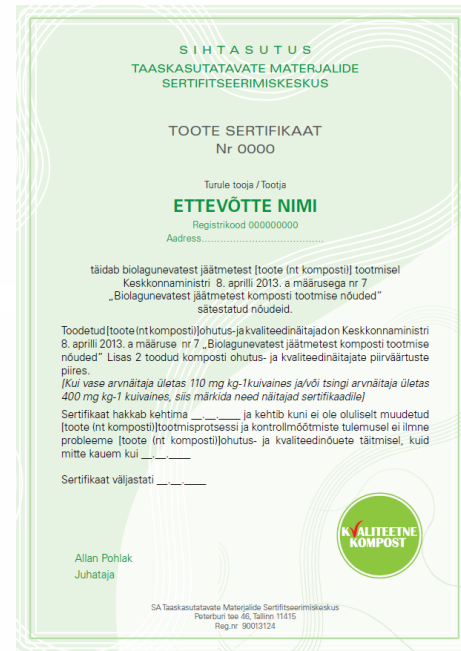 SIHTASUTUS
TAASKASUTATAVATE MATERJALIDE
SERTIFITSEERIMISKESKUS
TOOTE SERTIFIKAAT
Nr 0000
Turule tooja / Tootja
ETTEVÕTTE NIMI
Registrikood 000000000
Aadress.......................................
täidab biolagunevatest jäätmetest [toote (nt komposti)] tootmisel
Keskkonnaministri 8. aprilli 2013. a määrusega nr 7
„Biolagunevatest jäätmetest komposti tootmise nõuded”
sätestatud nõudeid.
Toodetud [toote (nt komposti)] ohutus- ja kvaliteedinäitajad on Keskkonnaministri
8. aprilli 2013. a määruse nr 7 „Biolagunevatest jäätmetest komposti tootmise
nõuded” Lisas 2 toodud komposti ohutus- ja kvaliteedinäitajate piirväärtuste
piires.
[Kui vase arvnäitaja ületas 110 mg kg-1kuivaines ja/või tsingi arvnäitaja ületas
400 mg kg-1 kuivaines, siis märkida need näitajad sertifikaadile]
Sertifikaat hakkab kehtima __.__.____ ja kehtib kuni ei ole oluliselt muudetud
[toote (nt komposti)]tootmisprotsessi ja kontrollmõõtmiste tulemusel ei ilmne
probleeme [toote (nt komposti)]ohutus- ja kvaliteedinõuete täitmisel, kuid
mitte kauem kui __.__.____
Sertifikaat väljastati __.__.____
KVALITEETNE
KOMPOST
Allan Pohlak
Juhataja
SA Taaskasutatavate Materjalide Sertifitseerimiskeskus
Peterburi tee 46, Tallinn 11415
Reg.nr 90013124